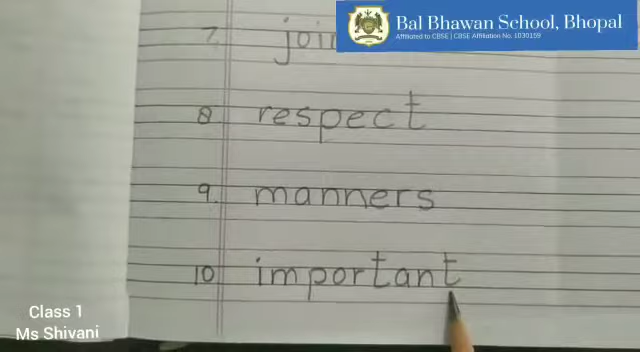 Bal Bhawan School, Bhopal
Affiliated to CBSE | CBSE Affiliation No. 1030159
7.
8 respect
9. manners
10 important
Class 1
Ms Shivani